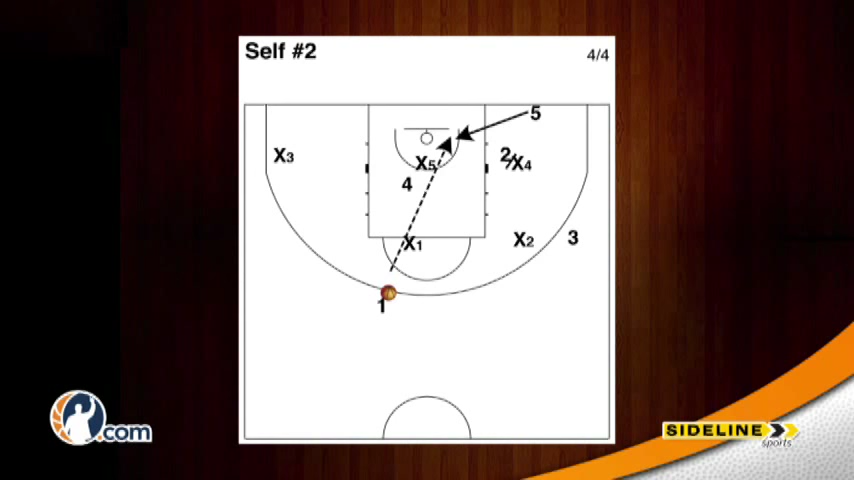 Self #2
4/4
5
X3
2
X4
X5
4
X1
X2
3
1
.com
SIDELINE
sports